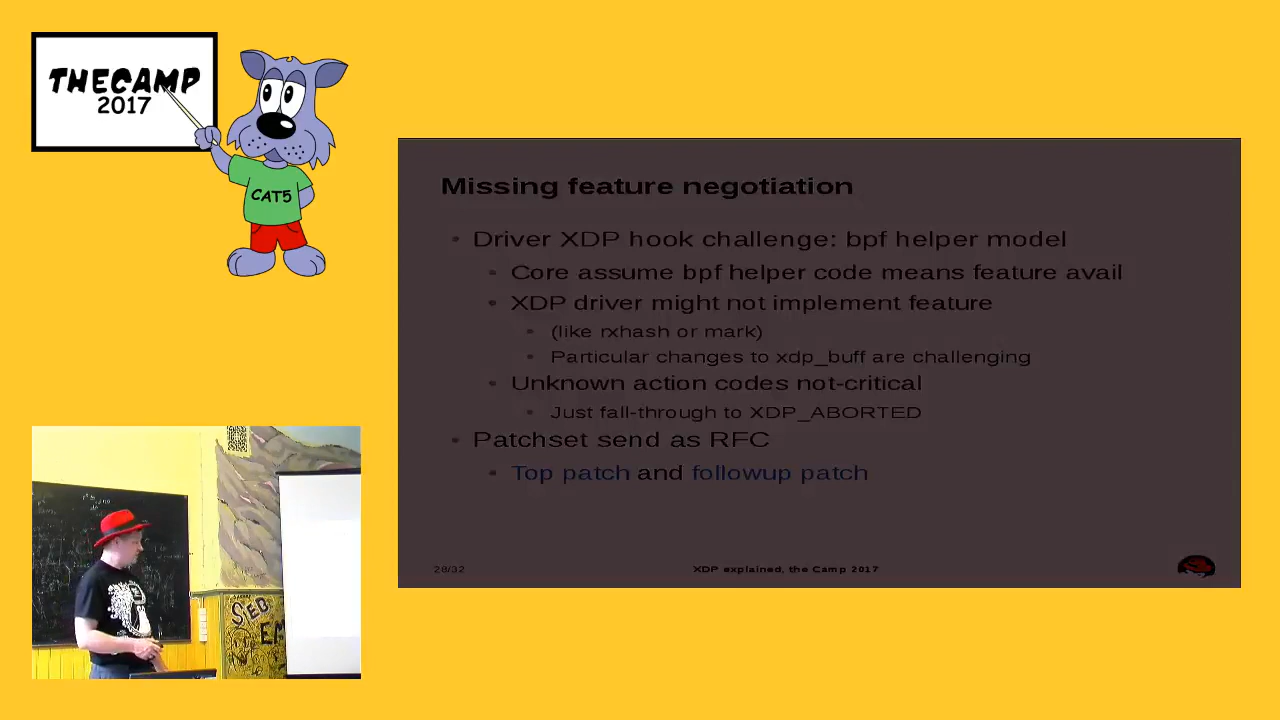 THECAMP
2017
CAT5
Missing feature negotiation
Driver XDP hook challenge: bpf helper model
Core assume bpf helper code means feature avail
XDP driver might not implement feature
(like rxhash or mark)
Particular changes to xdp_buff are challenging
Unknown action codes not-critical
Just fall-through to XDP_ABORTED
Patchset send as RFC
Top patch and followup patch
28/32
XDP explained, the Camp 2017